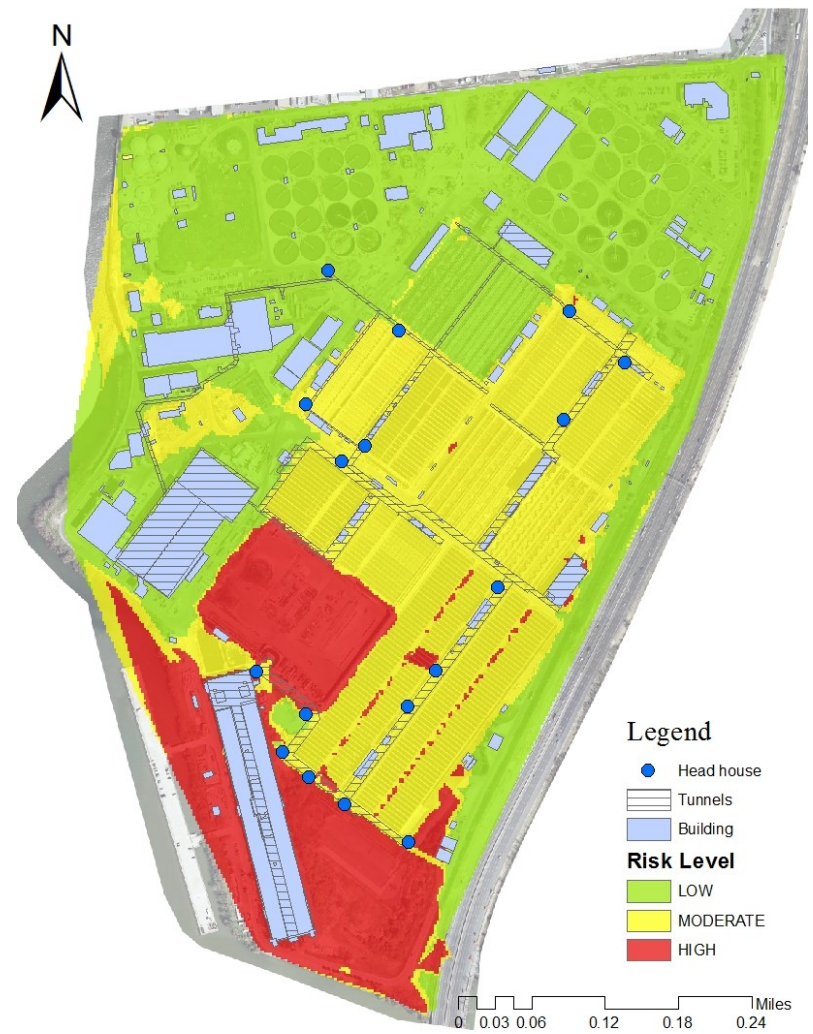 N
Legend
Head house
Tunnels
Building
Risk Level
LOW
MODERATE
HIGH
Miles
0 0.03 0.06 0.12 0.18 0.24